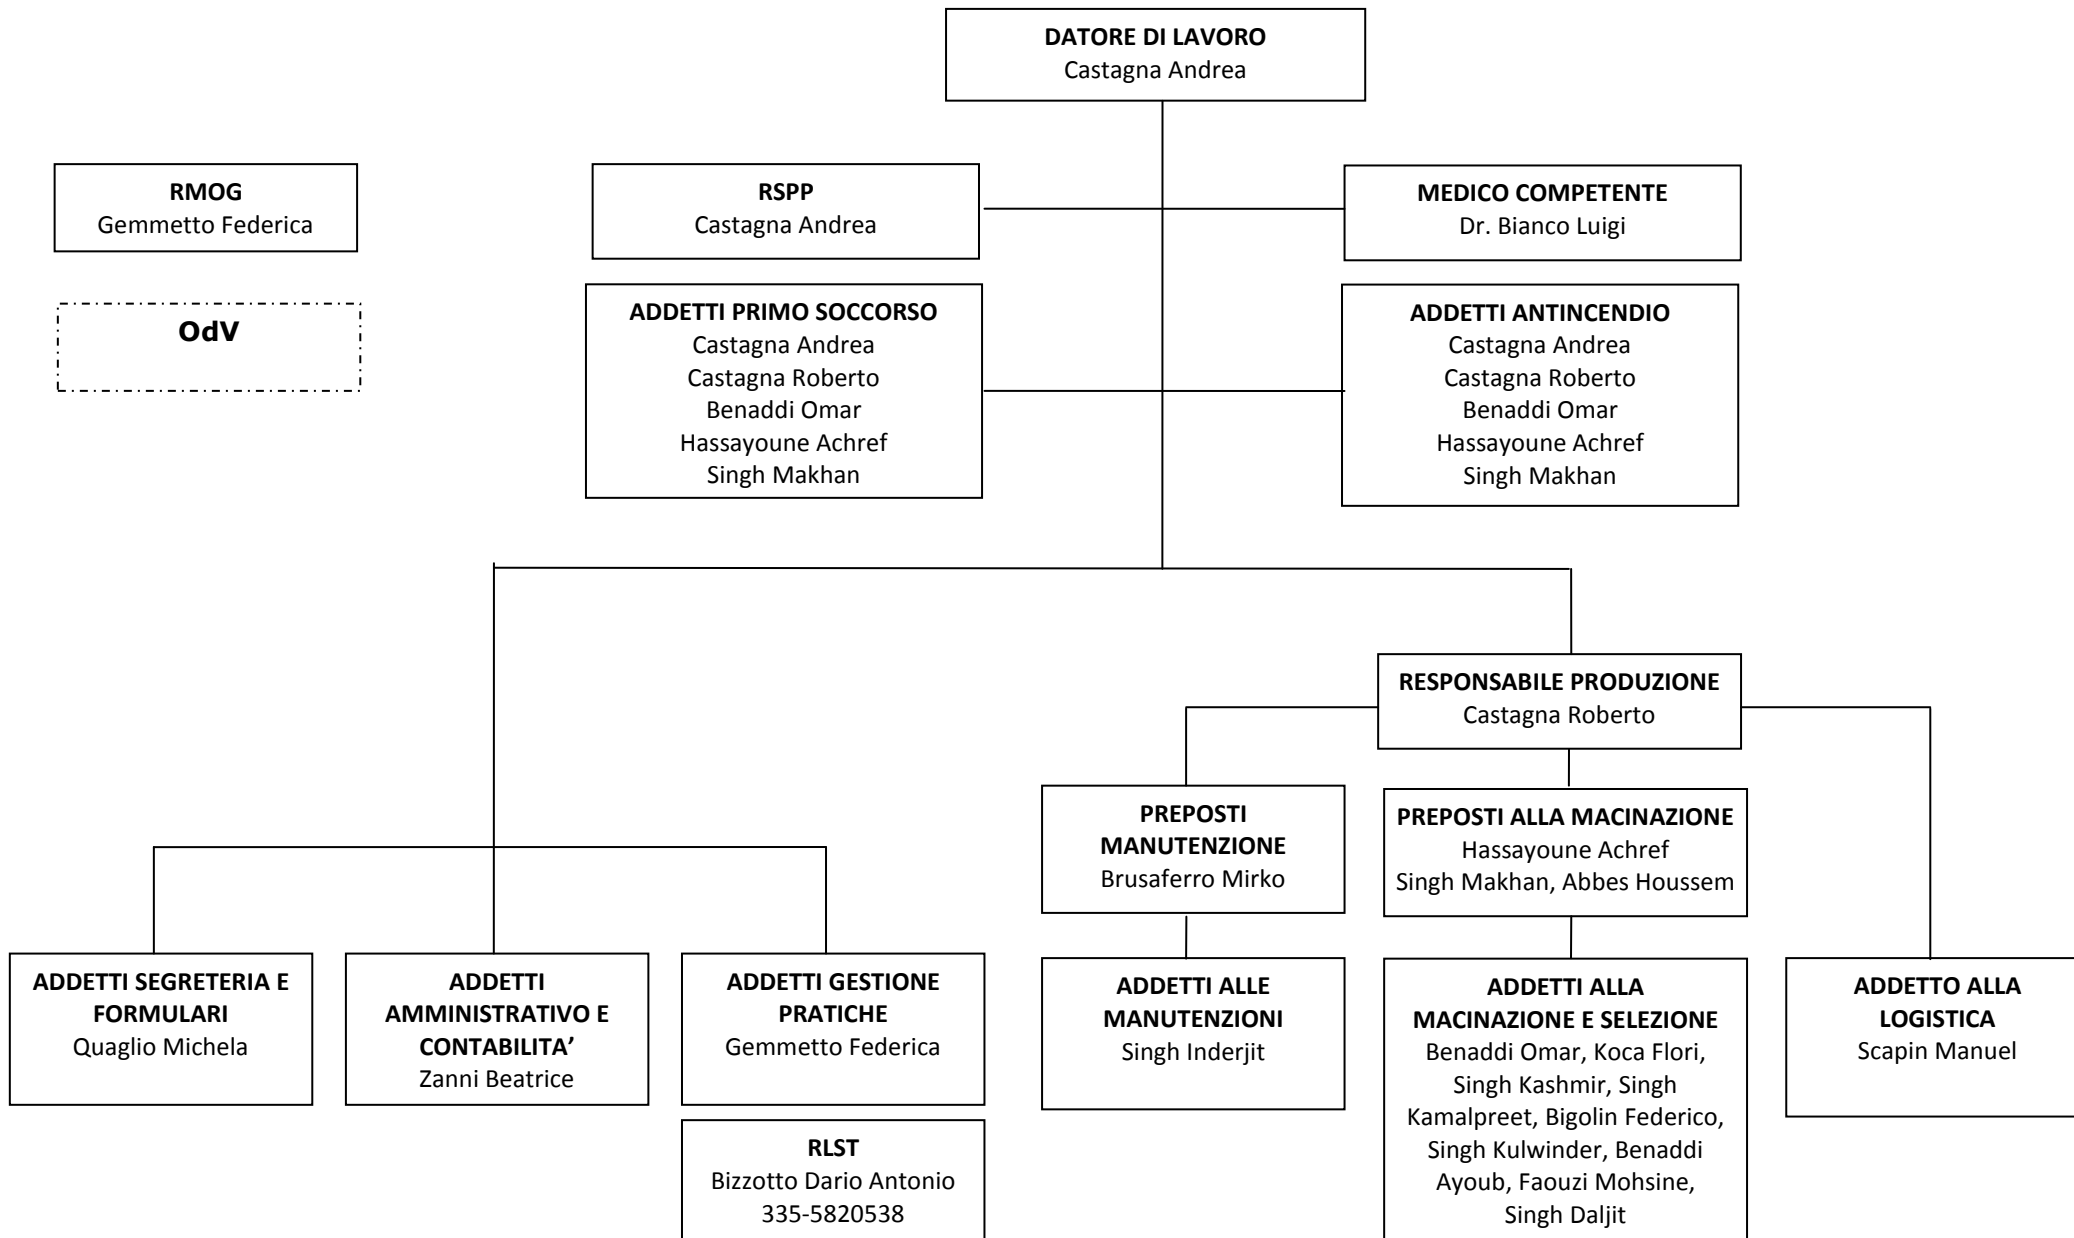 DATORE DI LAVORO
Castagna Andrea
RMOG
Gemmetto Federica
RSPP
Castagna Andrea
MEDICO COMPETENTE
Dr. Bianco Luigi
OdV
ADDETTI PRIMO SOCCORSO
Castagna Andrea
Castagna Roberto
Benaddi Omar
Hassayoune Achref
Singh Makhan
ADDETTI ANTINCENDIO
Castagna Andrea
Castagna Roberto
Benaddi Omar
Hassayoune Achref
Singh Makhan
RESPONSABILE PRODUZIONE
Castagna Roberto
PREPOSTI
MANUTENZIONE
Brusaferro Mirko
PREPOSTI ALLA MACINAZIONE
Hassayoune Achref
Singh Makhan, Abbes Houssem
ADDETTI SEGRETERIA E
FORMULARI
Quaglio Michela
ADDETTI
AMMINISTRATIVO E
CONTABILITA’
Zanni Beatrice
ADDETTI GESTIONE
PRATICHE
Gemmetto Federica
ADDETTI ALLE
MANUTENZIONI
Singh Inderjit
ADDETTI ALLA
MACINAZIONE E SELEZIONE
Benaddi Omar, Koca Flori,
Singh Kashmir, Singh
Kamalpreet, Bigolin Federico,
Singh Kulwinder, Benaddi
Ayoub, Faouzi Mohsine,
Singh Daljit
ADDETTO ALLA
LOGISTICA
Scapin Manuel
RLST
Bizzotto Dario Antonio
335-5820538